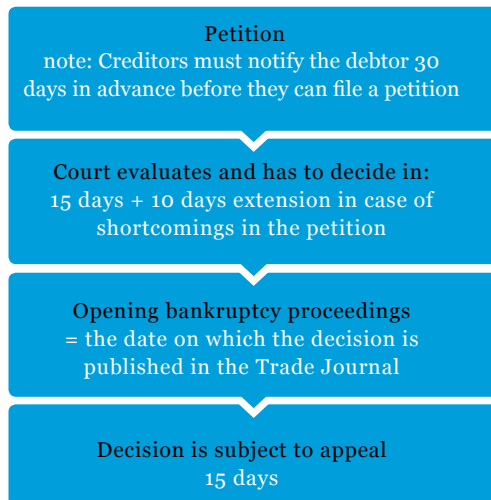 Petition
note: Creditors must notify the debtor 30
days in advance before they can file a petition
Court evaluates and has to decide in:
15 days + 10 days extension in case of
shortcomings in the petition
Opening bankruptcy proceedings
= the date on which the decision is
published in the Trade Journal
Decision is subject to appeal
15 days